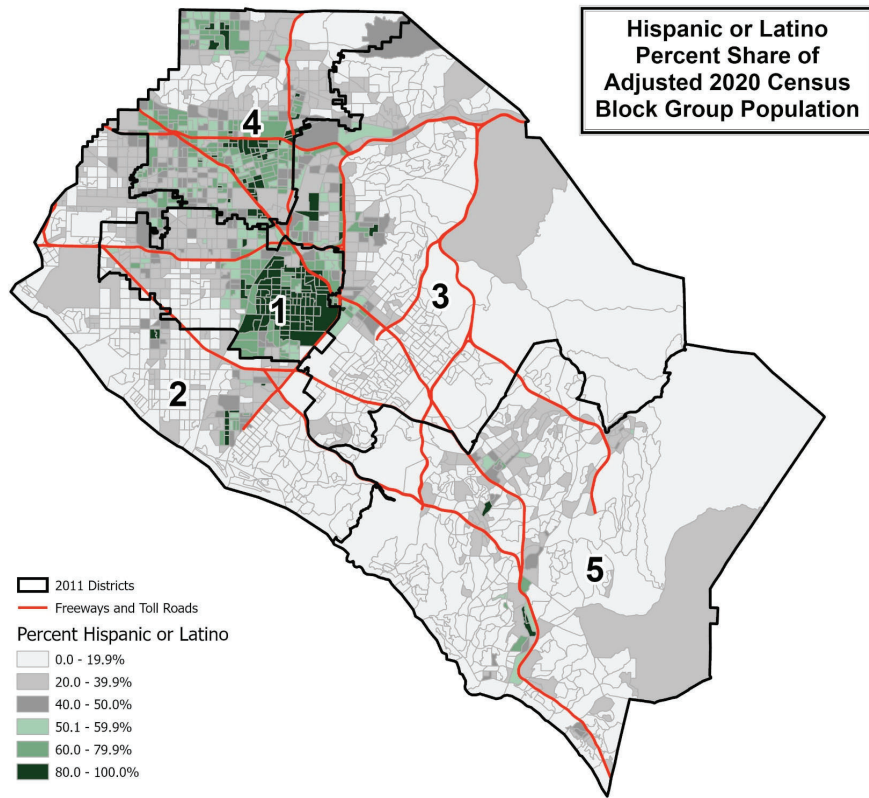 Hispanic or Latino
Percent Share of
Adjusted 2020 Census
Block Group Population
4
1
3
2
5
2011 Districts
Freeways and Toll Roads
Percent Hispanic or Latino
0.0 - 19.9%
20.0 - 39.9%
40.0 - 50.0%
50.1 - 59.9%
60.0 - 79.9%
80.0 - 100.0%